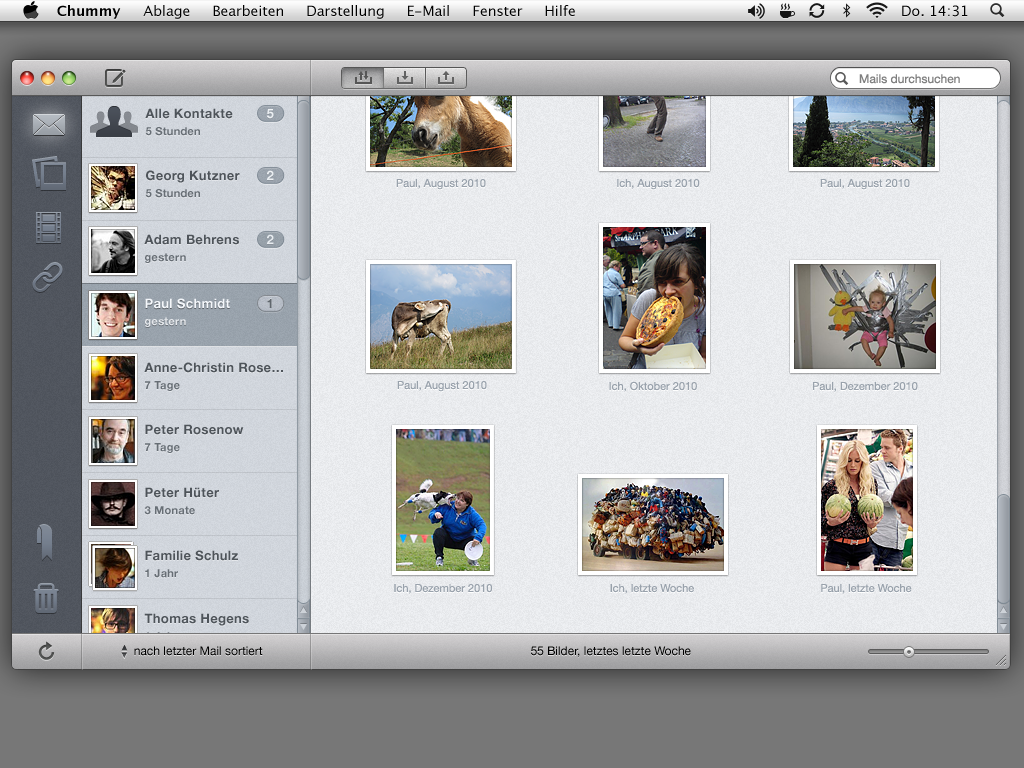 Chummy Ablage Bearbeiten Darstellung E-Mail Fenster Hilfe Do. 14:31
Mails durchsuchen
Alle Kontakte 5
5 Stunden
Georg Kutzner 2
5 Stunden
Adam Behrens 2
gestern
Paul Schmidt 1
gestern
Anne-Christin Rose...
7 Tage
Peter Rosenow
7 Tage
Peter Hüter
3 Monate
Familie Schulz
1 Jahr
Thomas Hegens
Paul, August 2010
Ich, August 2010
Paul, August 2010
Paul, August 2010
Ich, Oktober 2010
Paul, Dezember 2010
Ich, Dezember 2010
Ich, letzte Woche
Paul, letzte Woche
nach letzter Mail sortiert
55 Bilder, letztes letzte Woche